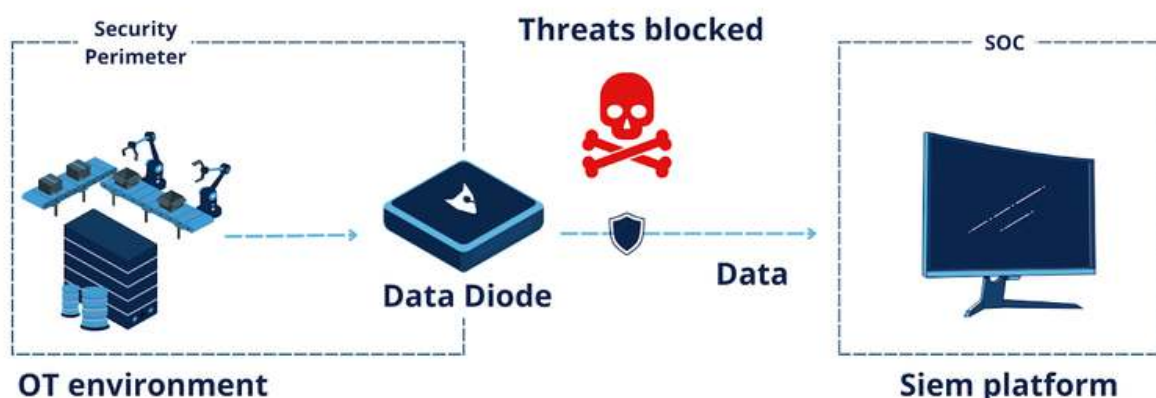 Security
Perimeter
Threats blocked
SOC
Data Diode
Data
OT environment
Siem platform